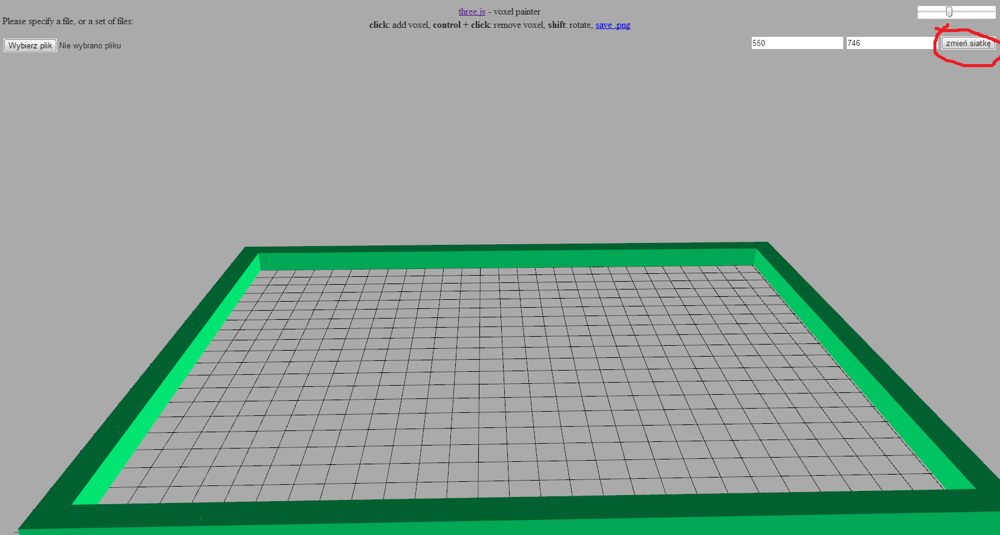 three.js - voxel painter
Please specify a file, or a set of files:
click: add voxel, control + click: remove voxel, shift: rotate, save .png
Wybierz plik Nie wybrano pliku
550 746 zmień siatkę